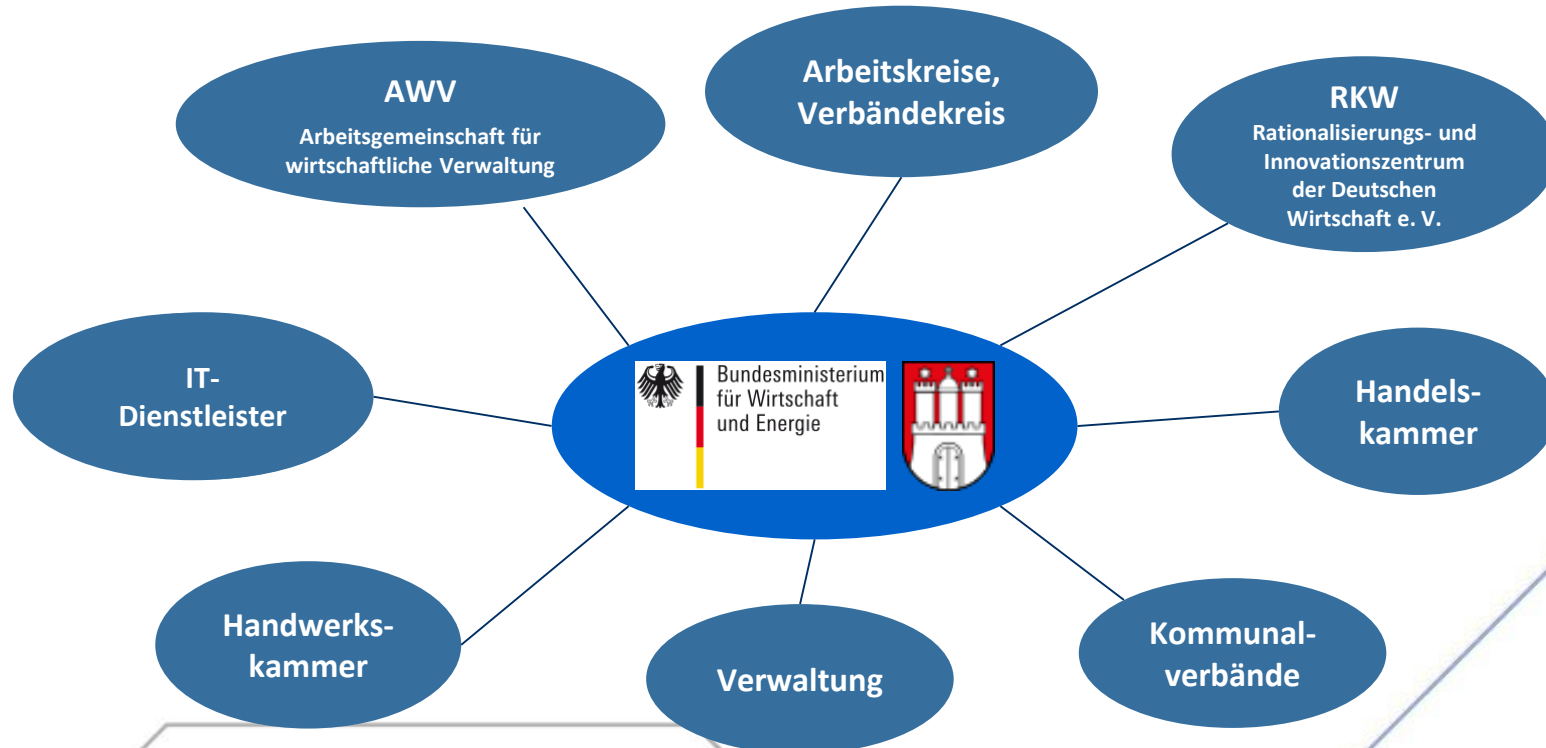 AWV
Arbeitsgemeinschaft für
wirtschaftliche Verwaltung
Arbeitskreise,
Verbändekreis
RKW
Rationalisierungs- und
Innovationszentrum
der Deutschen
Wirtschaft e. V.
IT-
Dienstleister
Bundesministerium
für Wirtschaft
und Energie
Handels-
kammer
Handwerks-
kammer
Verwaltung
Kommunal-
verbände